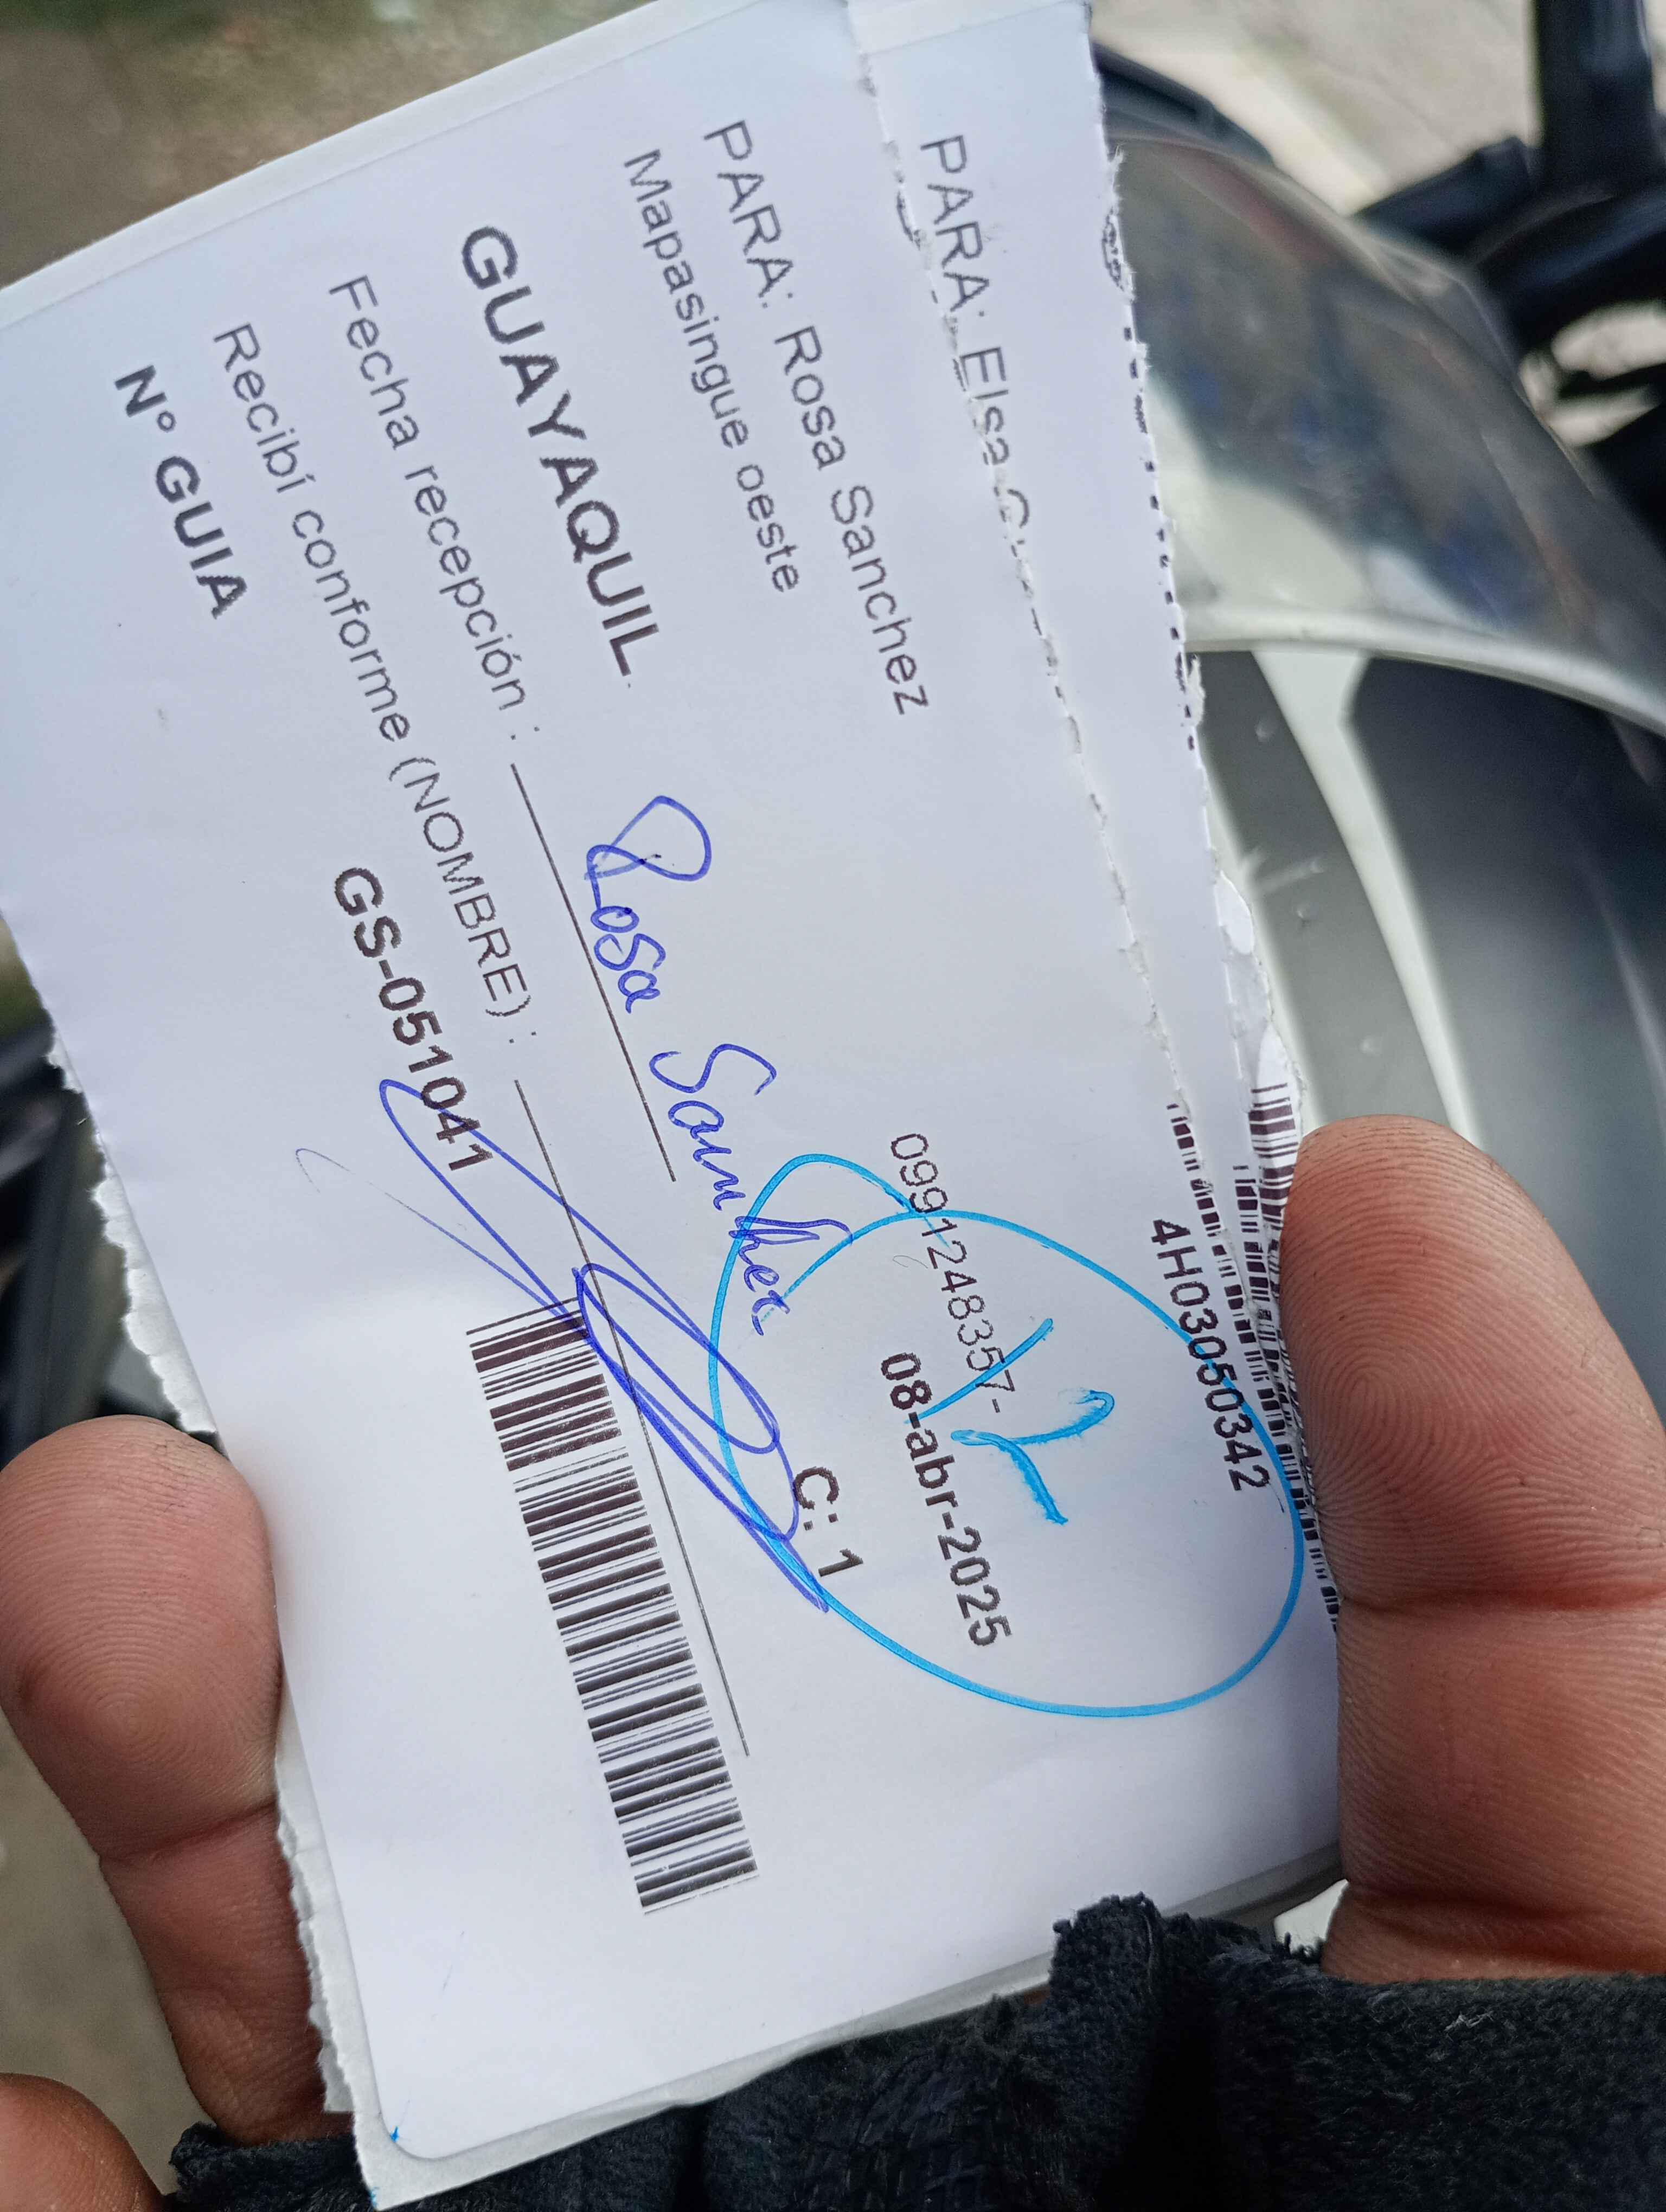 4H03050342
PARA: Elsa
PARA: Rosa Sanchez
0991248357-
Mapasingue oeste
08-abr-2025
GUAYAQUIL
C: 1
Rosa Sanchez
Fecha recepción :
Recibí conforme (NOMBRE) :
Nº GUIA
GS-051041